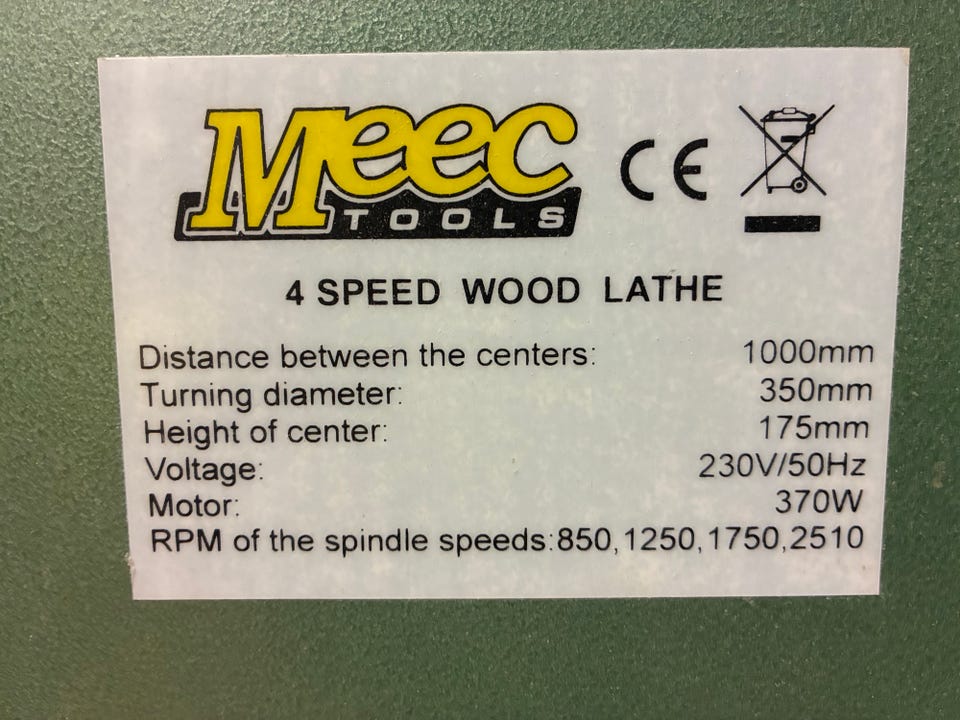 Meec
TOOLS
CE
4 SPEED WOOD LATHE
Distance between the centers: 1000mm
Turning diameter: 350mm
Height of center: 175mm
Voltage: 230V/50Hz
Motor: 370W
RPM of the spindle speeds:850,1250,1750,2510